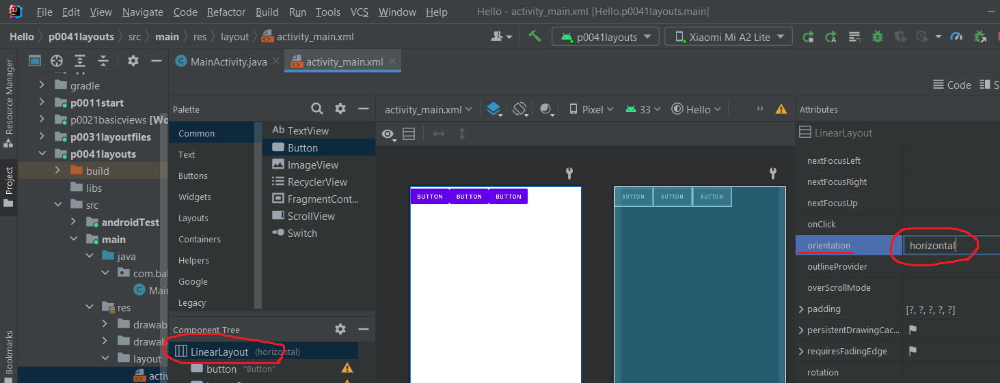 File Edit View Navigate Code Refactor Build Run Tools VCS Window Help Hello - activity_main.xml [Hello.p0041layouts.main]
Hello p0041layouts src main res layout activity_main.xml p0041layouts Xiaomi Mi A2 Lite
Resource Manager
Project
Bookmarks
MainActivity.java activity_main.xml
gradle
p0011start
p0021basicviews [Wo
p0031layoutfiles
p0041layouts
build
libs
src
androidTest
main
java
com.bal
Mai
res
drawab
drawab
layout
activ
Palette
Common
Text
Buttons
Widgets
Layouts
Containers
Helpers
Google
Legacy
Ab TextView
Button
ImageView
RecyclerView
FragmentCont...
ScrollView
Switch
Component Tree
LinearLayout (horizontal)
button "Button"
activity_main.xml Pixel 33 Hello
BUTTON BUTTON BUTTON
BUTTON BUTTON BUTTON
Code S
Attributes
LinearLayout
nextFocusLeft
nextFocusRight
nextFocusUp
onClick
orientation horizontal
outlineProvider
overScrollMode
padding [?, ?, ?, ?, ?]
persistentDrawingCac...
requiresFadingEdge
rotation